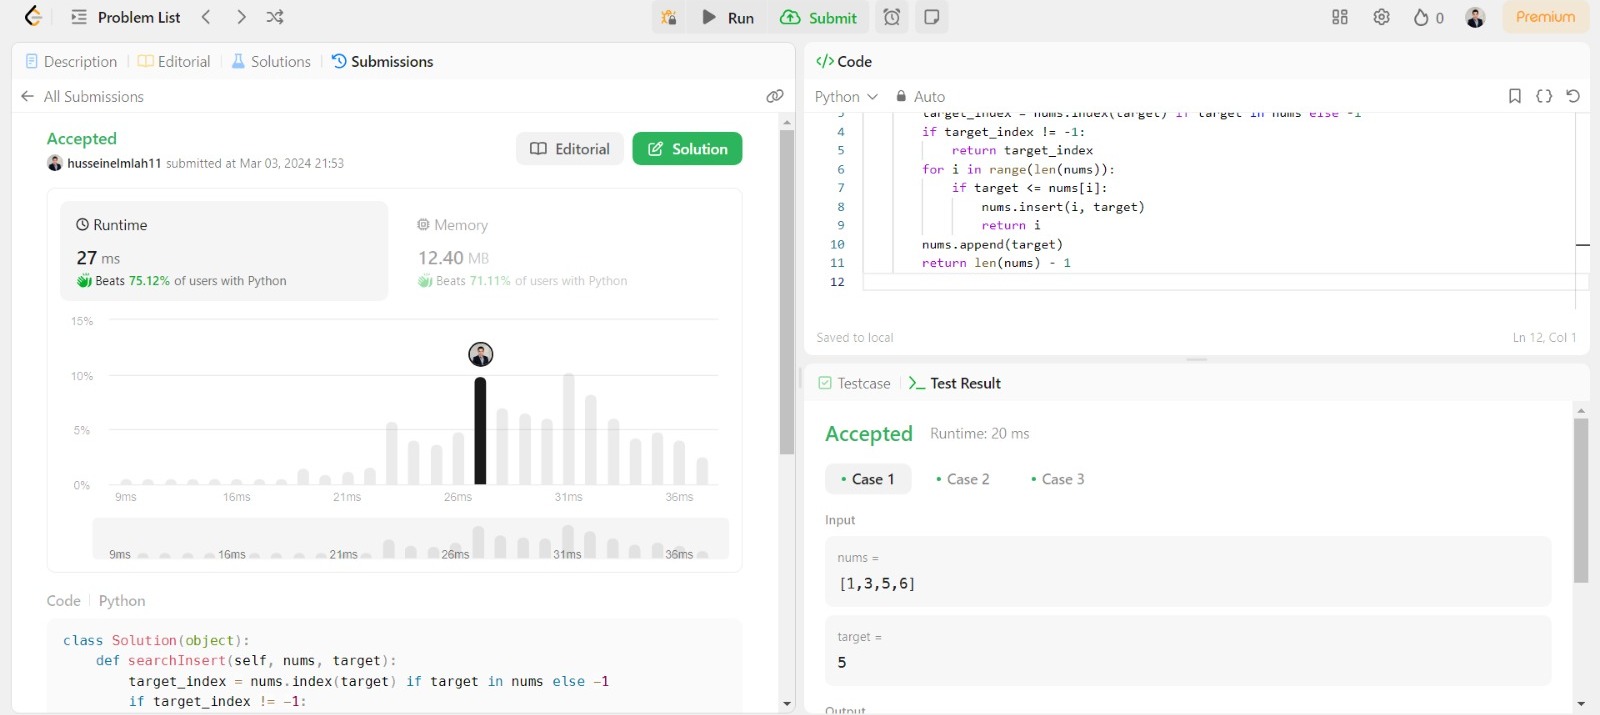 Problem List
Run
Submit
0
Premium
Description
Editorial
Solutions
Submissions
All Submissions
Accepted
husseinelmlah11 submitted at Mar 03, 2024 21:53
Editorial
Solution
Runtime
27 ms
Beats 75.12% of users with Python
Memory
12.40 MB
Beats 71.11% of users with Python
15%
10%
5%
0%
9ms 16ms 21ms 26ms 31ms 36ms
9ms 16ms 21ms 26ms 31ms 36ms
Code Python
class Solution(object):
def searchInsert(self, nums, target):
target_index = nums.index(target) if target in nums else -1
if target_index != -1:
</> Code
Python Auto
3 target_index = nums.index(target) if target in nums else -1
4 if target_index != -1:
5 return target_index
6 for i in range(len(nums)):
7 if target <= nums[i]:
8 nums.insert(i, target)
9 return i
10 nums.append(target)
11 return len(nums) - 1
12
Saved to local
Ln 12, Col 1
Testcase
Test Result
Accepted Runtime: 20 ms
Case 1 Case 2 Case 3
Input
nums =
[1,3,5,6]
target =
5
Output